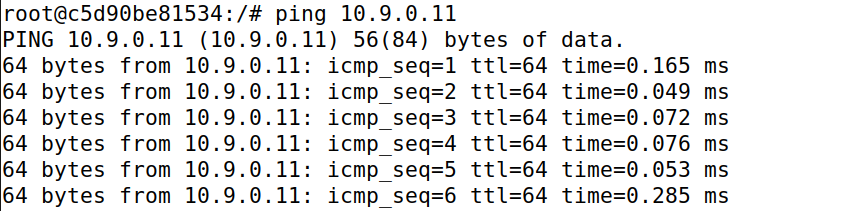 root@c5d90be81534:/# ping 10.9.0.11
PING 10.9.0.11 (10.9.0.11) 56(84) bytes of data.
64 bytes from 10.9.0.11: icmp_seq=1 ttl=64 time=0.165 ms
64 bytes from 10.9.0.11: icmp_seq=2 ttl=64 time=0.049 ms
64 bytes from 10.9.0.11: icmp_seq=3 ttl=64 time=0.072 ms
64 bytes from 10.9.0.11: icmp_seq=4 ttl=64 time=0.076 ms
64 bytes from 10.9.0.11: icmp_seq=5 ttl=64 time=0.053 ms
64 bytes from 10.9.0.11: icmp_seq=6 ttl=64 time=0.285 ms